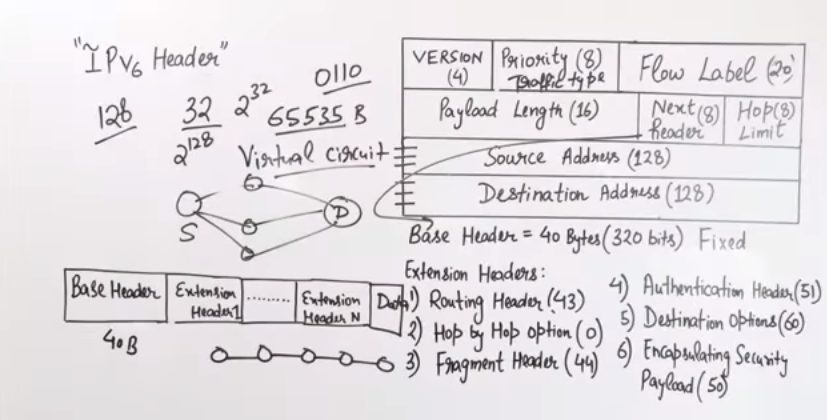 "IPv6 Header"
128
32
2^32
0110
65535 B
2^128
Virtual circuit
S
D
VERSION (4)
Priority (8) Traffic type
Flow Label (20)
Payload Length (16)
Next (8) Header
Hop (8) Limit
Source Address (128)
Destination Address (128)
Base Header = 40 Bytes (320 bits) Fixed
Base Header
Extension Header 1
........
Extension Header N
Data
40B
Extension Headers:
1) Routing Header (43)
2) Hop by Hop option (0)
3) Fragment Header (44)
4) Authentication Header (51)
5) Destination Options (60)
6) Encapsulating Security
Payload (50)